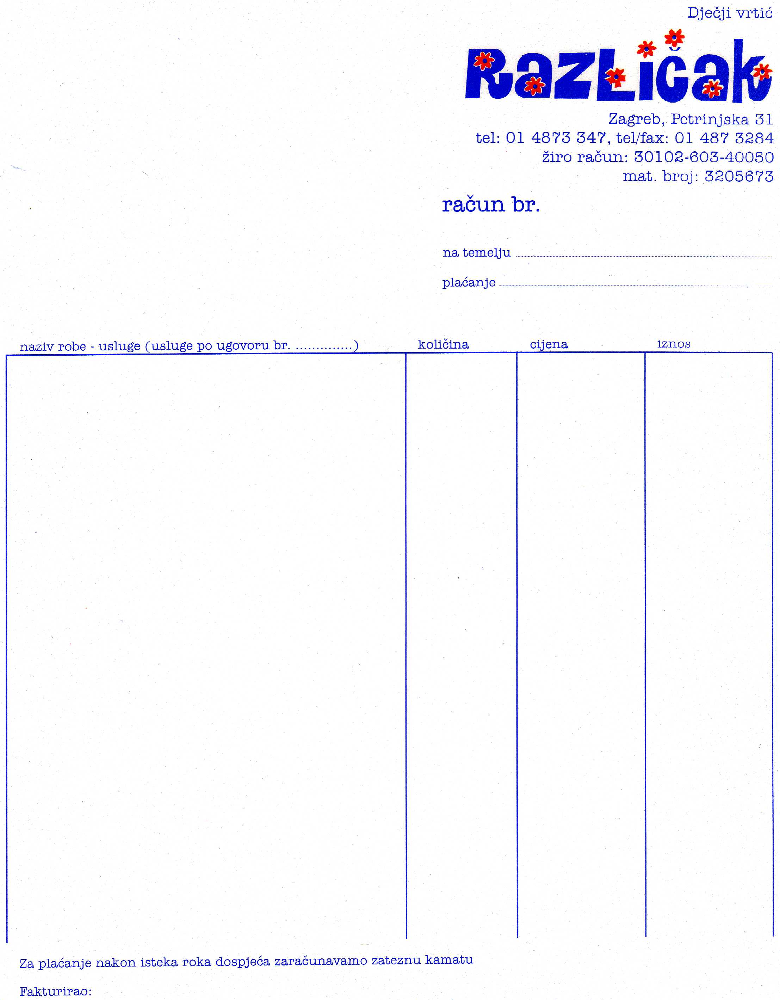 Dječji vrtić
RazLičak
Zagreb, Petrinjska 31
tel: 01 4873 347, tel/fax: 01 487 3284
žiro račun: 30102-603-40050
mat. broj: 3205673
račun br.
na temelju
plaćanje
naziv robe - usluge (usluge po ugovoru br. ..............) količina cijena iznos
Za plaćanje nakon isteka roka dospjeća zaračunavamo zateznu kamatu
Fakturirao: